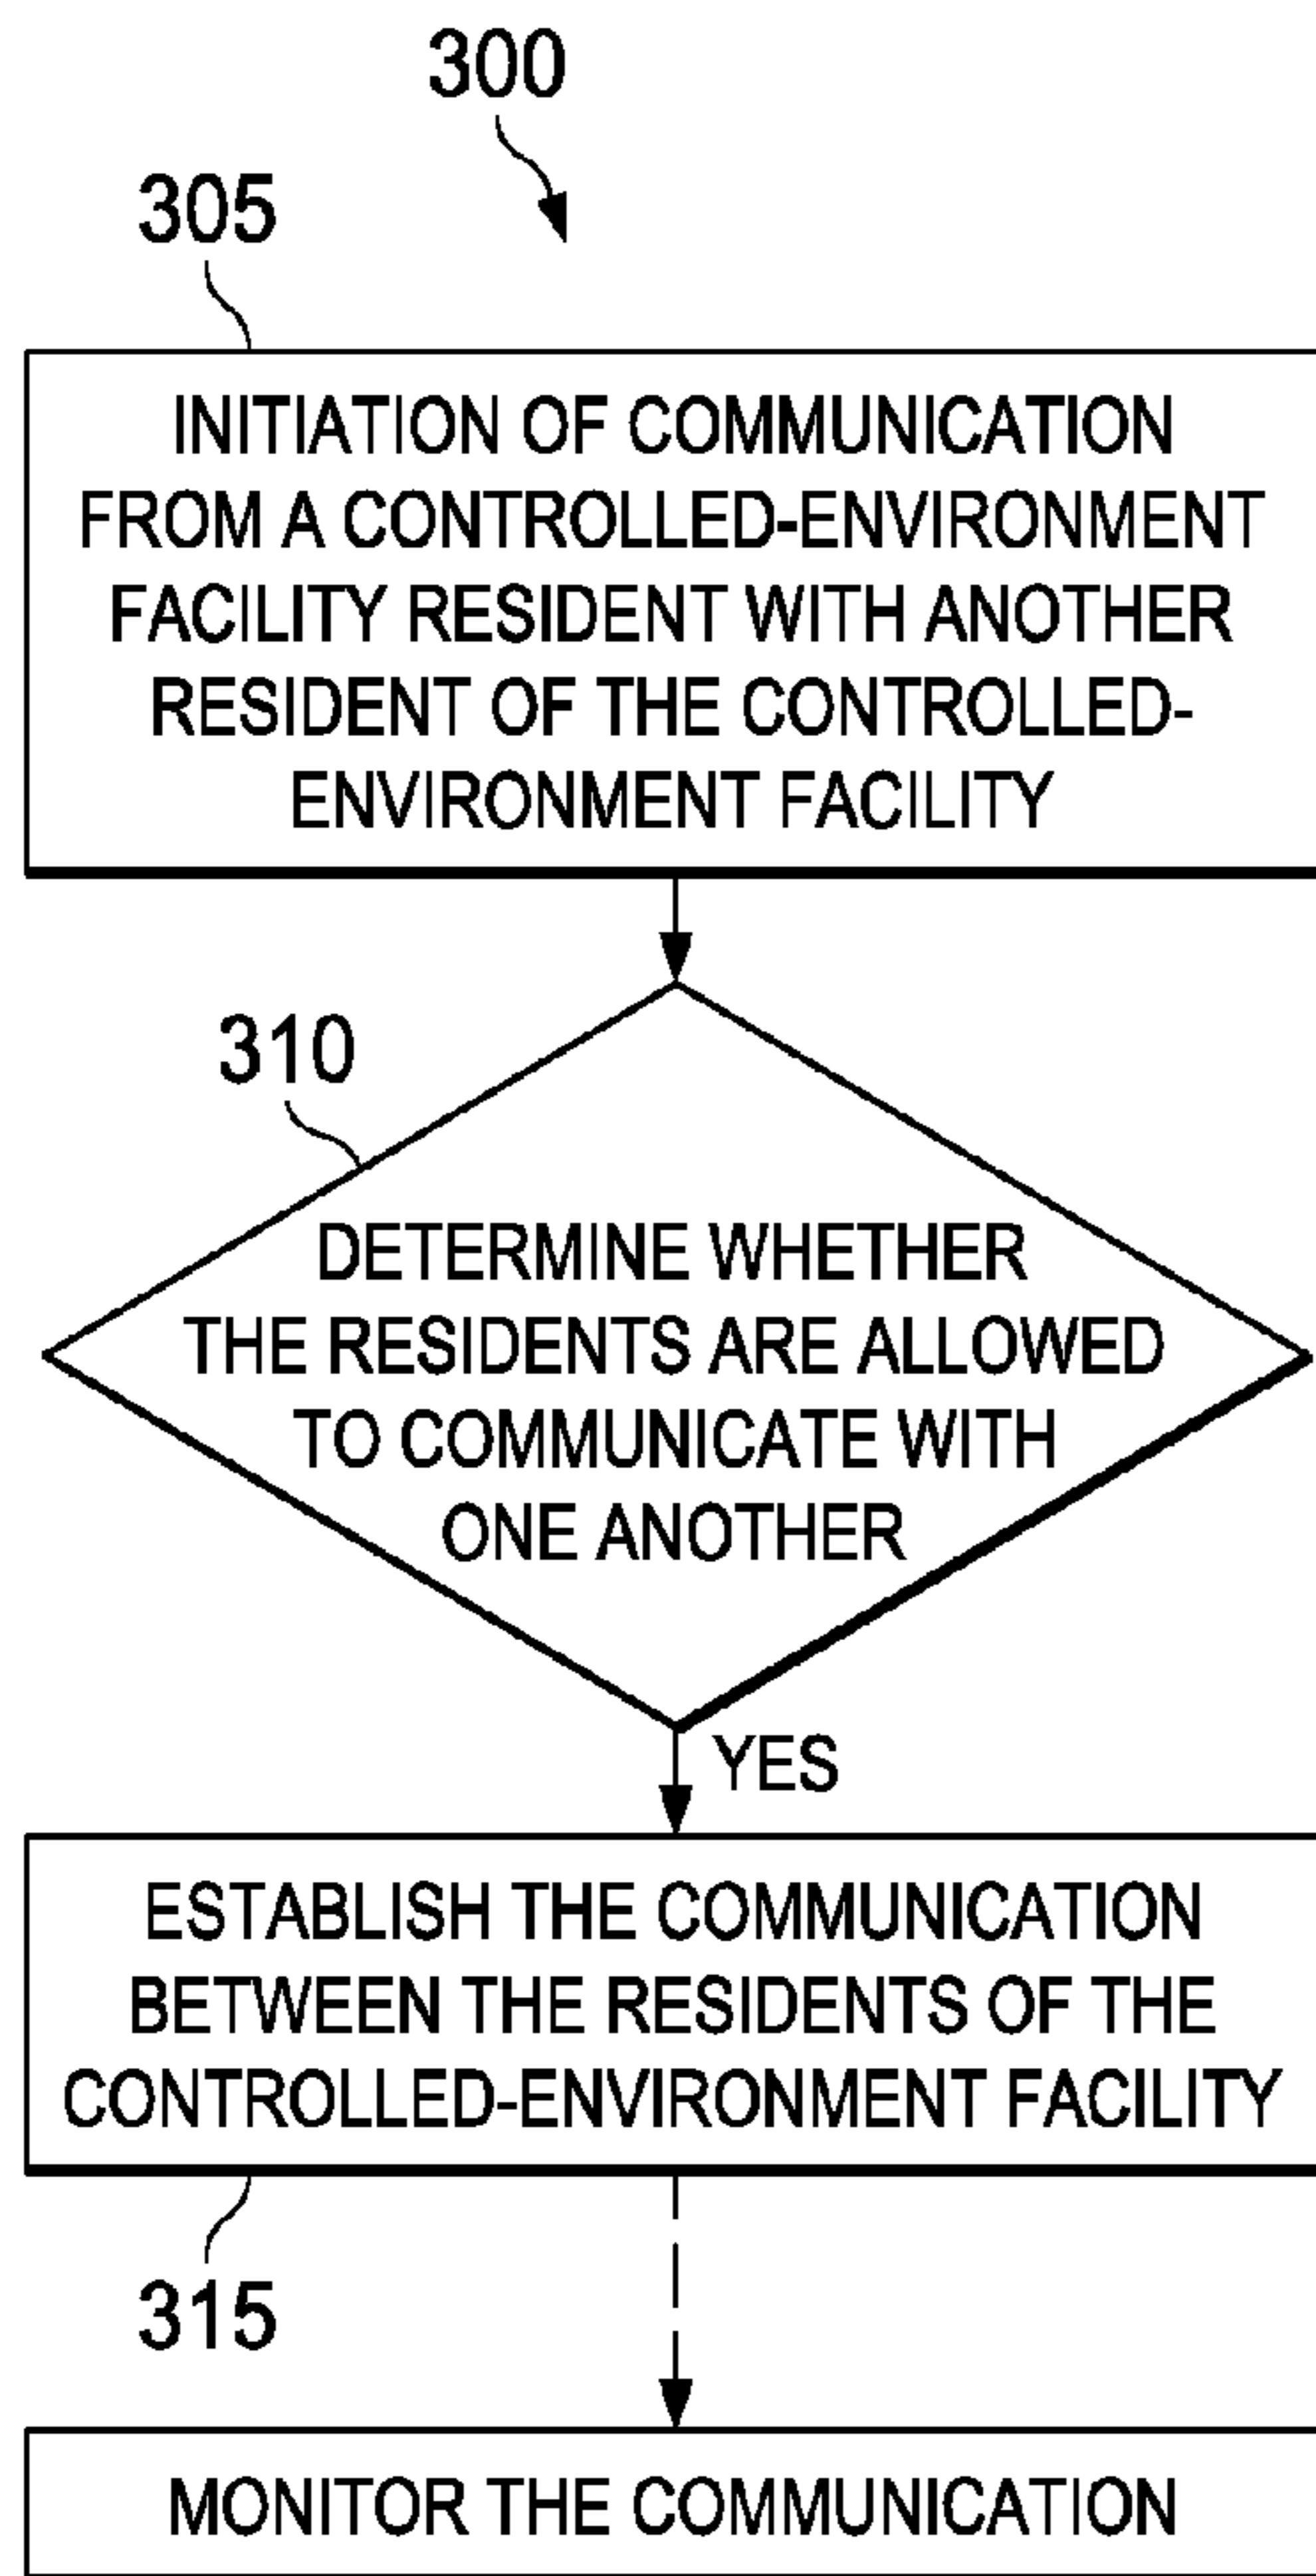 300
305
INITIATION OF COMMUNICATION
FROM A CONTROLLED-ENVIRONMENT
FACILITY RESIDENT WITH ANOTHER
RESIDENT OF THE CONTROLLED-
ENVIRONMENT FACILITY
310
DETERMINE WHETHER
THE RESIDENTS ARE ALLOWED
TO COMMUNICATE WITH
ONE ANOTHER
YES
ESTABLISH THE COMMUNICATION
BETWEEN THE RESIDENTS OF THE
CONTROLLED-ENVIRONMENT FACILITY
315
MONITOR THE COMMUNICATION